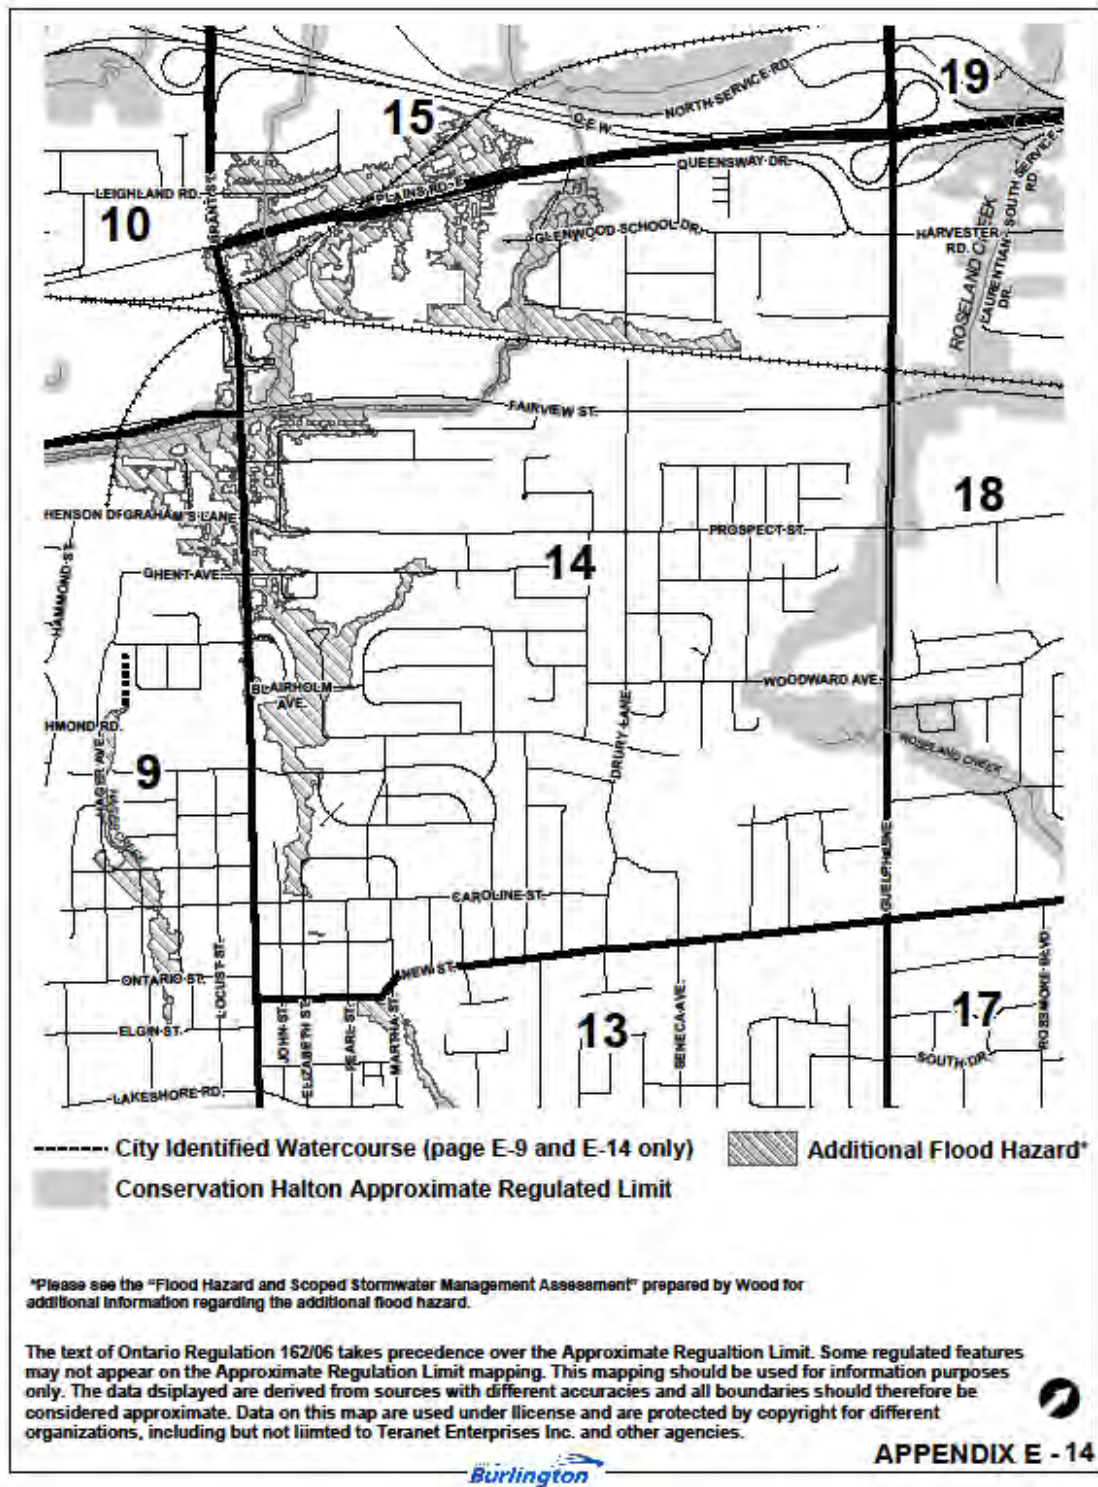 19
15
NORTH SERVICE RD.
Q.E.W.
QUEENSWAY DR.
SOUTH SERVICE RD.
PLAINS RD. E
LEIGHLAND RD.
BRANT ST.
10
GLENWOOD SCHOOL DR.
HARVESTER RD.
ROSELAND CREEK
LAURENTIAN DR.
FAIRVIEW ST.
18
HENSON DR
GRAHAM'S LANE
PROSPECT ST.
14
GHENT AVE.
HAMMOND ST.
BLAIRHOLM AVE.
WOODWARD AVE.
HMOND RD.
DRURY LANE
ROSELAND CREEK
HAGER AVE
9
HAGER CREEK
GUELPH LINE
CAROLINE ST.
NEW ST.
ONTARIO ST.
LOCUST ST.
ELGIN ST.
JOHN ST.
ELIZABETH ST.
PEARL ST.
MARTHA ST.
13
SENECA AVE.
17
ROSSMORE BLVD
SOUTH DR.
LAKESHORE RD.
City Identified Watercourse (page E-9 and E-14 only)
Additional Flood Hazard*
Conservation Halton Approximate Regulated Limit
*Please see the "Flood Hazard and Scoped Stormwater Management Assessment" prepared by Wood for
additional information regarding the additional flood hazard.
The text of Ontario Regulation 162/06 takes precedence over the Approximate Regualtion Limit. Some regulated features
may not appear on the Approximate Regulation Limit mapping. This mapping should be used for information purposes
only. The data dsiplayed are derived from sources with different accuracies and all boundaries should therefore be
considered approximate. Data on this map are used under llicense and are protected by copyright for different
organizations, including but not liimted to Teranet Enterprises Inc. and other agencies.
APPENDIX E - 14
Burlington